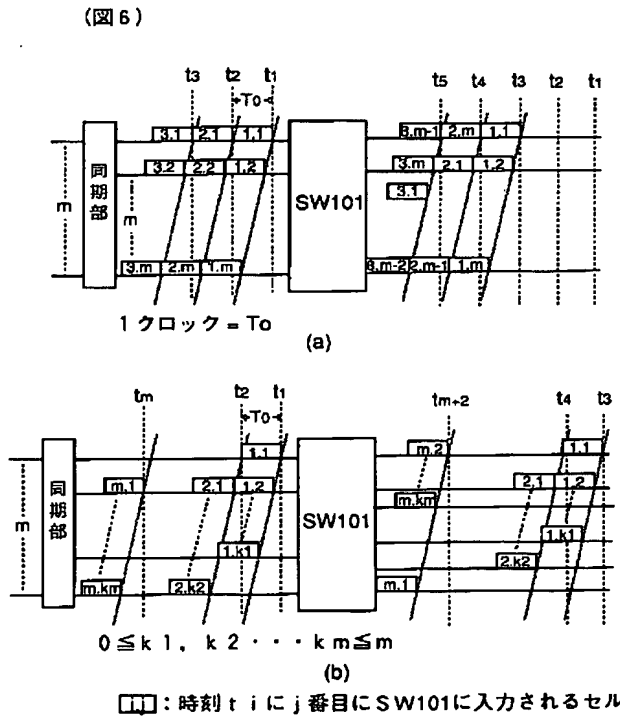 (図6)
t3 t2 t1
To
3.1 2.1 1.1
3.2 2.2 1.2
3.m 2.m 1.m
m
同期部
m
SW101
t5 t4 t3 t2 t1
3.m-1 2.m 1.1
3.m 2.1 1.2
3.1
3.m-2 2.m-1 1.m
1クロック = To
(a)
tm t2 t1
To
1.1
m.1 2.1 1.2
1.k1
m.km 2.k2
m
同期部
SW101
tm+2 t4 t3
m.2 1.1
2.1 1.2
m.km
1.k1
2.k2
m.1
0≦k1, k2・・・km≦m
(b)
i,j:時刻tiにj番目にSW101に入力されるセル